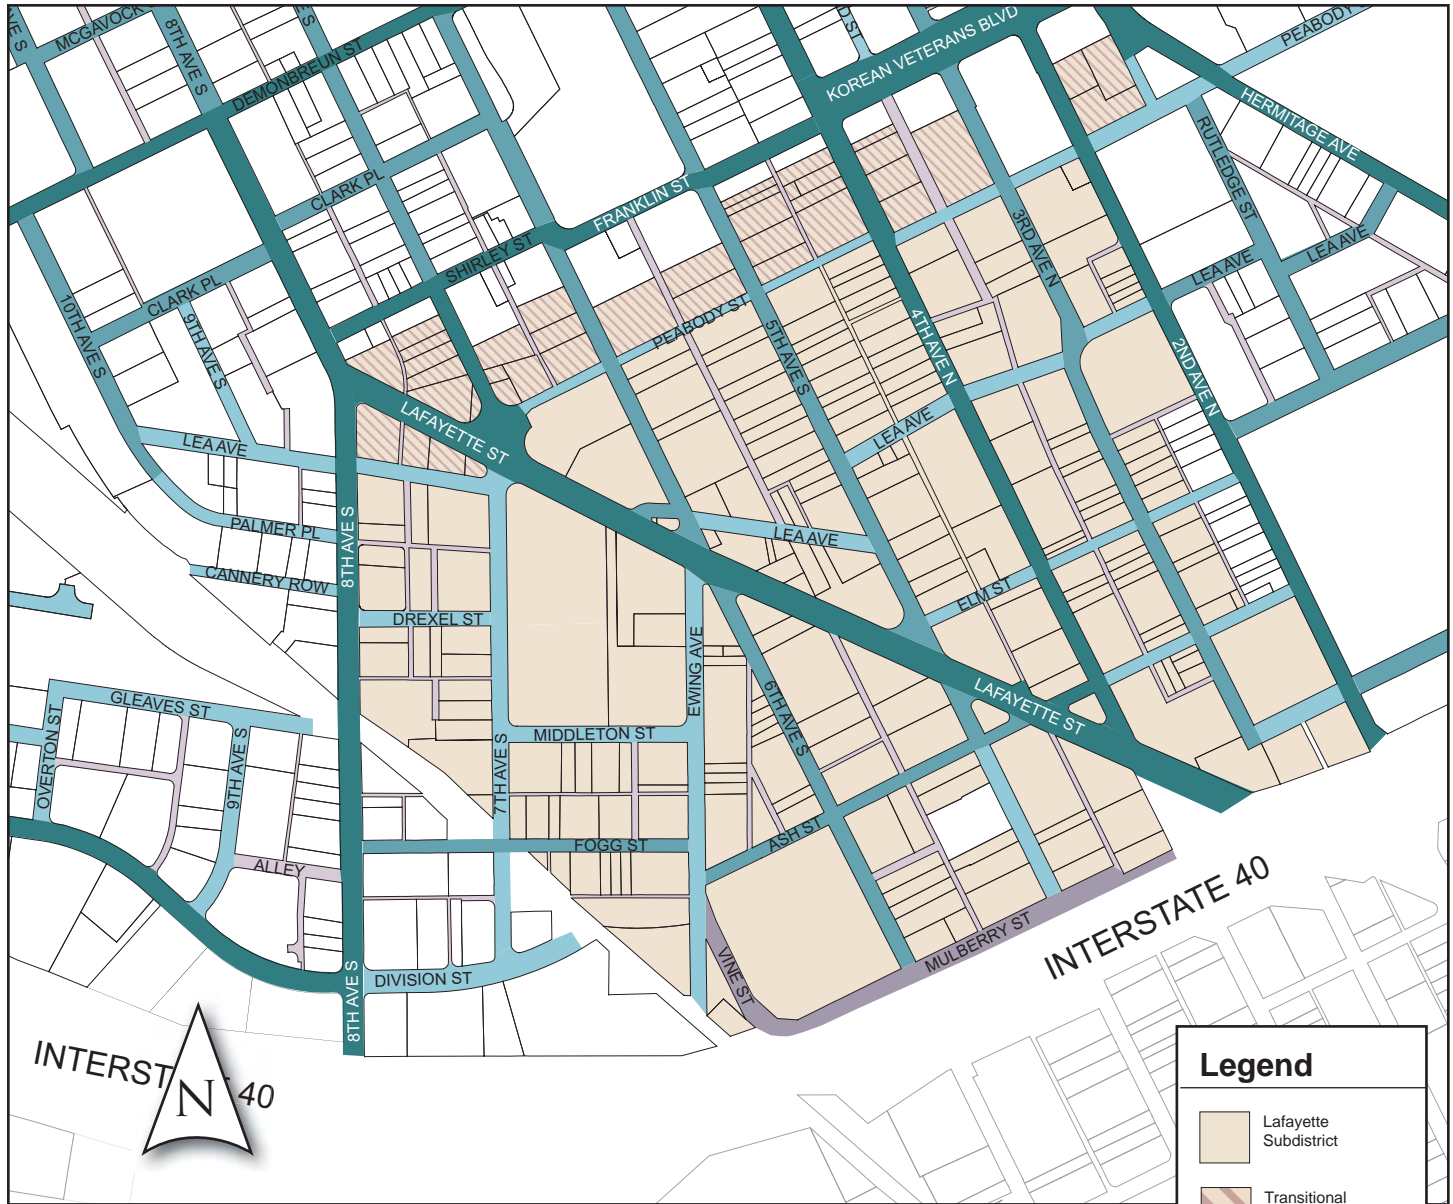 AVE S
MCGAVOCK
8TH AVE S
E S
DEMONBREUN ST
D ST
KOREAN VETERANS BLVD
PEABODY S
HERMITAGE AVE
RUTLEDGE ST
CLARK PL
FRANKLIN ST
SHIRLEY ST
3RD AVE N
LEA AVE
LEA AVE
CLARK PL
10TH AVE S
9TH AVE S
PEABODY ST
5TH AVE S
4TH AVE N
2ND AVE N
LAFAYETTE ST
LEA AVE
LEA AVE
PALMER PL
8TH AVE S
LEA AVE
CANNERY ROW
DREXEL ST
ELM ST
EWING AVE
6TH AVE S
LAFAYETTE ST
GLEAVES ST
OVERTON ST
9TH AVE S
7TH AVE S
MIDDLETON ST
FOGG ST
ASH ST
ALLEY
DIVISION ST
8TH AVE S
VINE ST
MULBERRY ST
INTERSTATE 40
INTERST
E 40
N
Legend
Lafayette
Subdistrict
Transitional